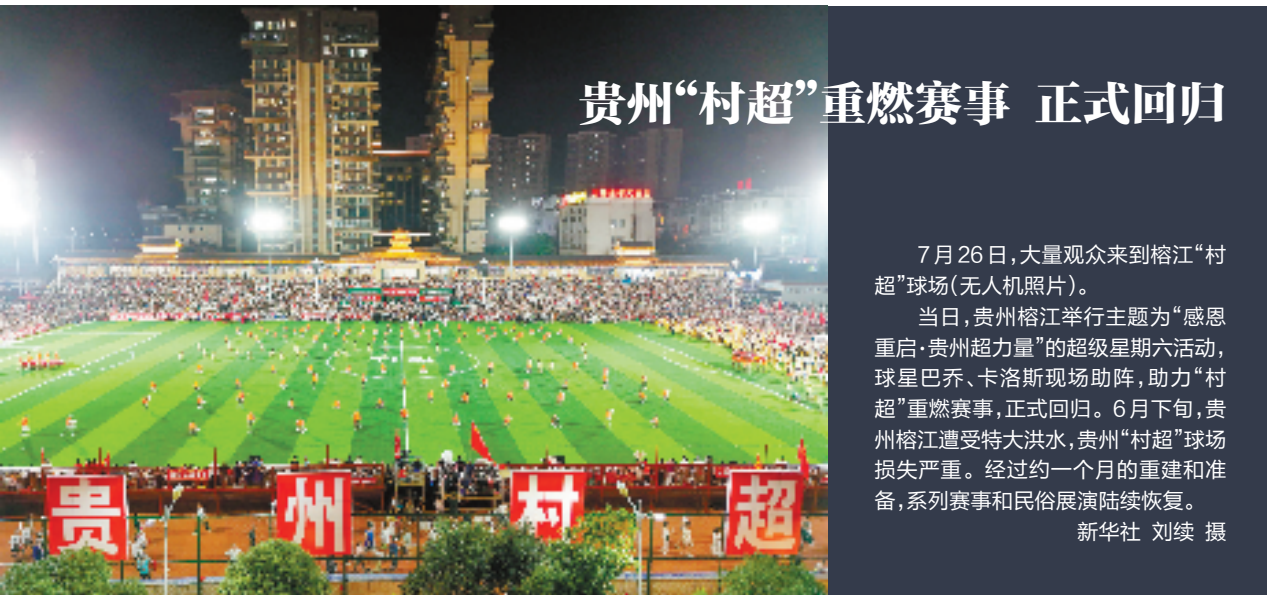 贵州“村超”重燃赛事 正式回归
7月26日，大量观众来到榕江“村
超”球场（无人机照片）。
当日，贵州榕江举行主题为“感恩
重启·贵州超力量”的超级星期六活动，
球星巴乔、卡洛斯现场助阵，助力“村
超”重燃赛事，正式回归。6月下旬，贵
州榕江遭受特大洪水，贵州“村超”球场
损失严重。经过约一个月的重建和准
备，系列赛事和民俗展演陆续恢复。
新华社 刘续 摄
贵 州 村 超